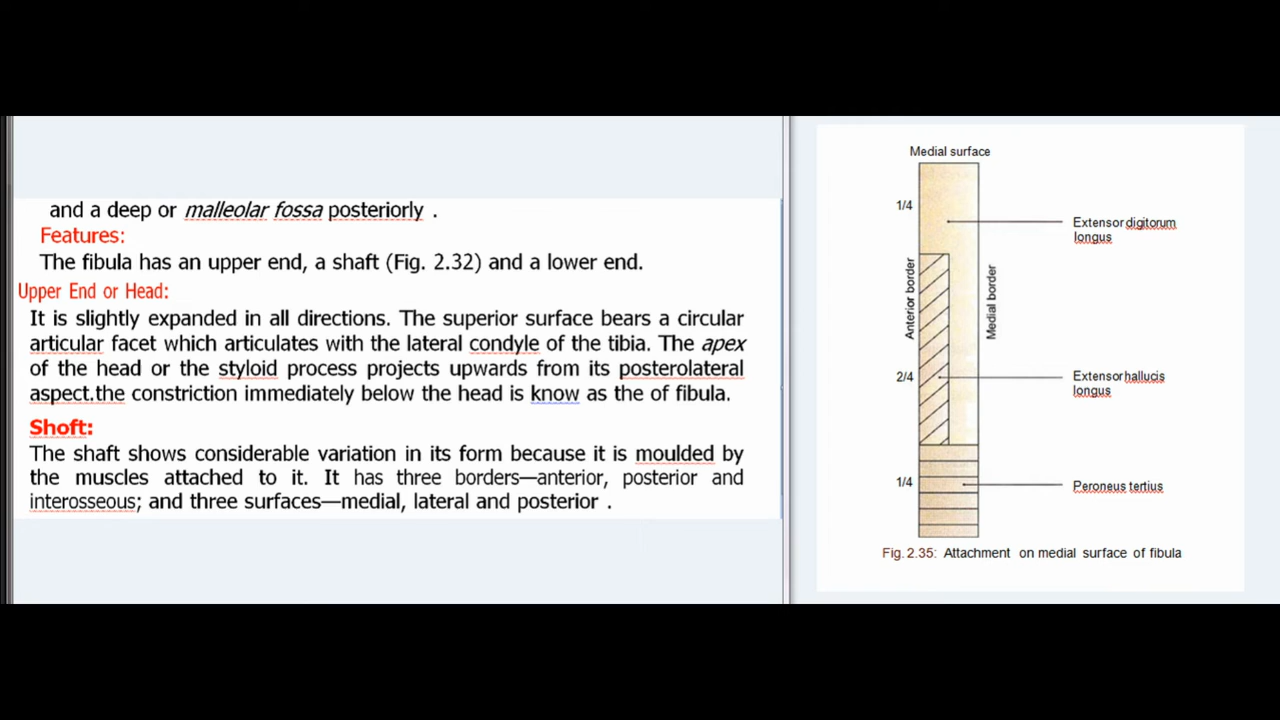 and a deep or malleolar fossa posteriorly .
Features:
The fibula has an upper end, a shaft (Fig. 2.32) and a lower end.
Upper End or Head:
It is slightly expanded in all directions. The superior surface bears a circular
articular facet which articulates with the lateral condyle of the tibia. The apex
of the head or the styloid process projects upwards from its posterolateral
aspect.the constriction immediately below the head is know as the of fibula.
Shoft:
The shaft shows considerable variation in its form because it is moulded by
the muscles attached to it. It has three borders—anterior, posterior and
interosseous; and three surfaces—medial, lateral and posterior .
Medial surface
1/4
Extensor digitorum
longus
Anterior border
Medial border
2/4
Extensor hallucis
longus
1/4
Peroneus tertius
Fig. 2.35: Attachment on medial surface of fibula